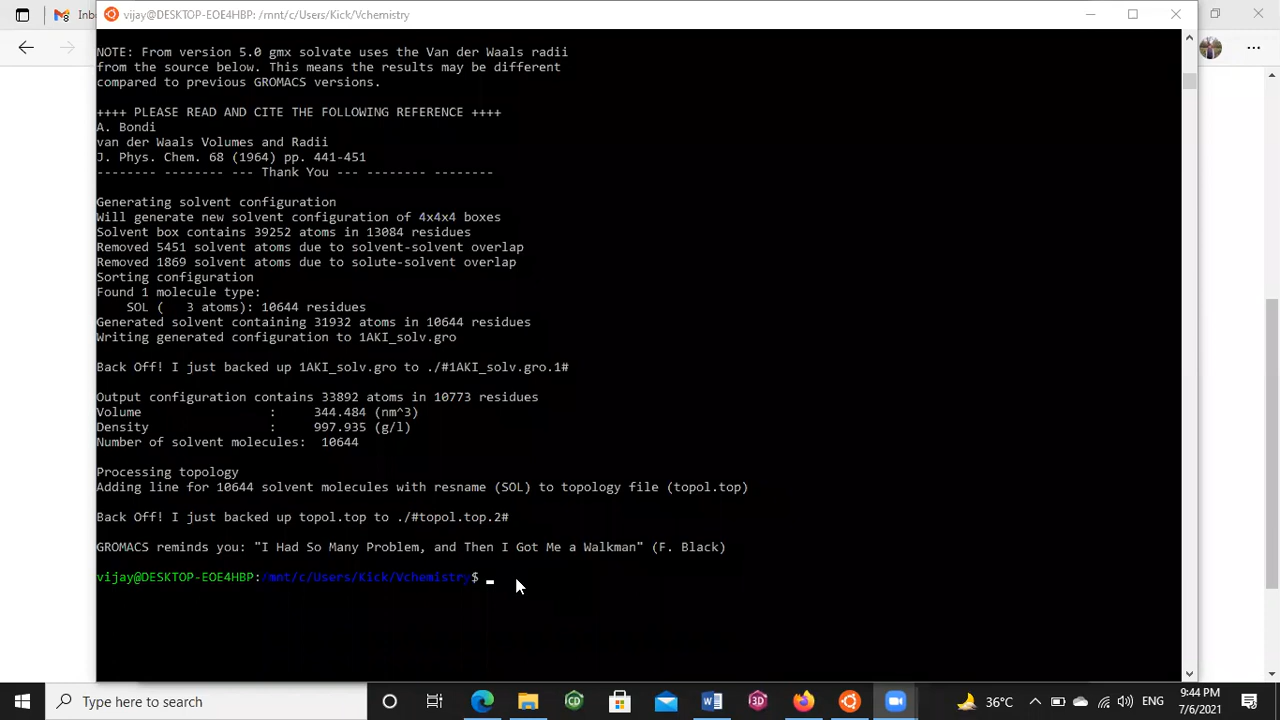 vijay@DESKTOP-EOE4HBP: /mnt/c/Users/Kick/Vchemistry
Inb
NOTE: From version 5.0 gmx solvate uses the Van der Waals radii
from the source below. This means the results may be different
compared to previous GROMACS versions.
++++ PLEASE READ AND CITE THE FOLLOWING REFERENCE ++++
A. Bondi
van der Waals Volumes and Radii
J. Phys. Chem. 68 (1964) pp. 441-451
-------- -------- --- Thank You --- -------- --------
Generating solvent configuration
Will generate new solvent configuration of 4x4x4 boxes
Solvent box contains 39252 atoms in 13084 residues
Removed 5451 solvent atoms due to solvent-solvent overlap
Removed 1869 solvent atoms due to solute-solvent overlap
Sorting configuration
Found 1 molecule type:
SOL (   3 atoms): 10644 residues
Generated solvent containing 31932 atoms in 10644 residues
Writing generated configuration to 1AKI_solv.gro
Back Off! I just backed up 1AKI_solv.gro to ./#1AKI_solv.gro.1#
Output configuration contains 33892 atoms in 10773 residues
Volume                 :     344.484 (nm^3)
Density                :     997.935 (g/l)
Number of solvent molecules:  10644
Processing topology
Adding line for 10644 solvent molecules with resname (SOL) to topology file (topol.top)
Back Off! I just backed up topol.top to ./#topol.top.2#
GROMACS reminds you: "I Had So Many Problem, and Then I Got Me a Walkman" (F. Black)
vijay@DESKTOP-EOE4HBP:/mnt/c/Users/Kick/Vchemistry$
Type here to search
36°C
ENG
9:44 PM
7/6/2021